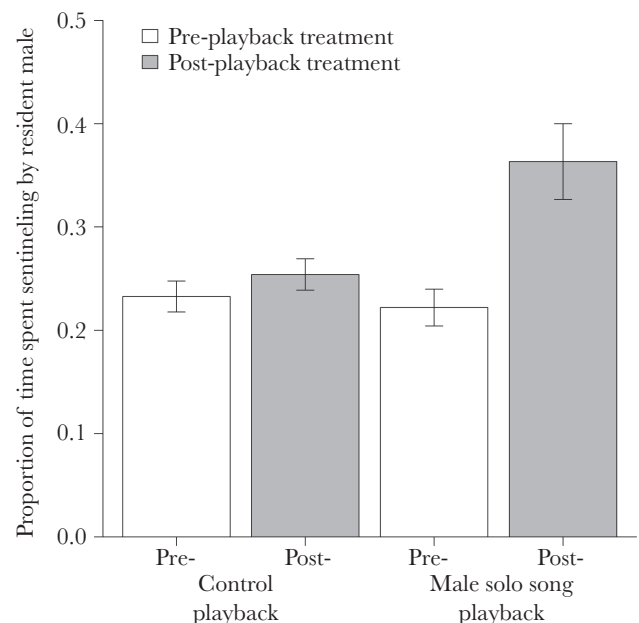 Proportion of time spent sentineling by resident male
0.5
0.4
0.3
0.2
0.1
0.0
Pre-playback treatment
Post-playback treatment
Pre- Post- Pre- Post-
Control Male solo song
playback playback